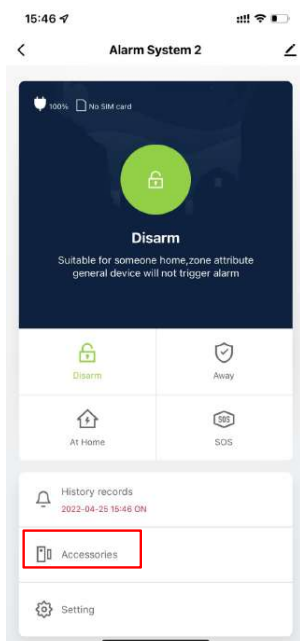 15:46
Alarm System 2
100% No SIM card
Disarm
Suitable for someone home,zone attribute
general device will not trigger alarm
Disarm
Away
At Home
SOS
SOS
History records
2022-04-25 15:46 ON
Accessories
Setting